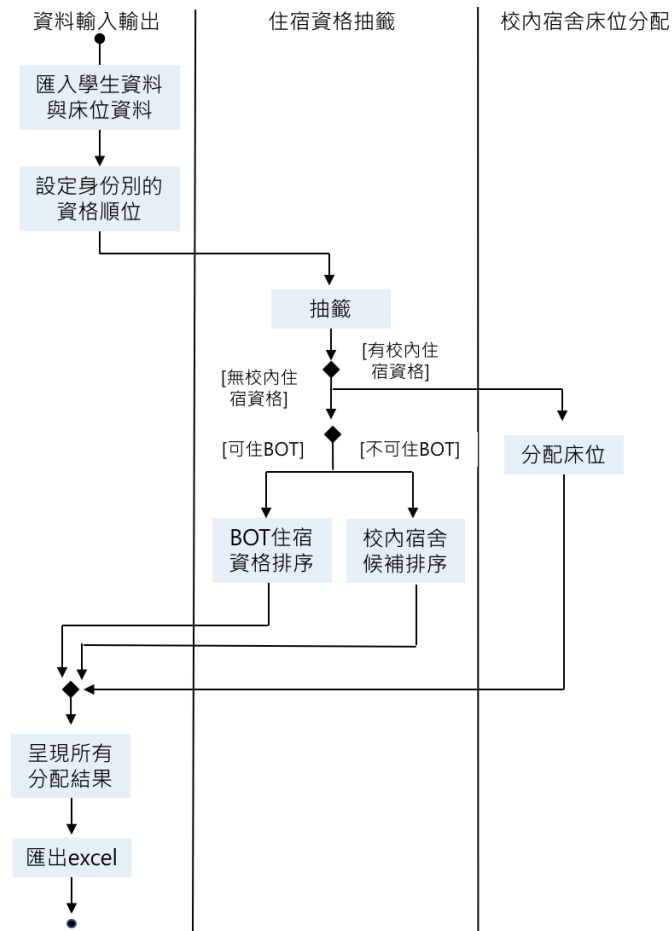 資料輸入輸出
住宿資格抽籤
校內宿舍床位分配
匯入學生資料
與床位資料
設定身份別的
資格順位
抽籤
[有校內住
宿資格]
[無校內住
宿資格]
[可住BOT]
[不可住BOT]
分配床位
BOT住宿
資格排序
校內宿舍
候補排序
呈現所有
分配結果
匯出excel